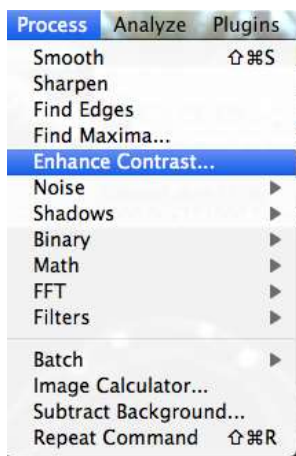 Process Analyze Plugins
Smooth ⇧⌘S
Sharpen
Find Edges
Find Maxima...
Enhance Contrast...
Noise
Shadows
Binary
Math
FFT
Filters
Batch
Image Calculator...
Subtract Background...
Repeat Command ⇧⌘R